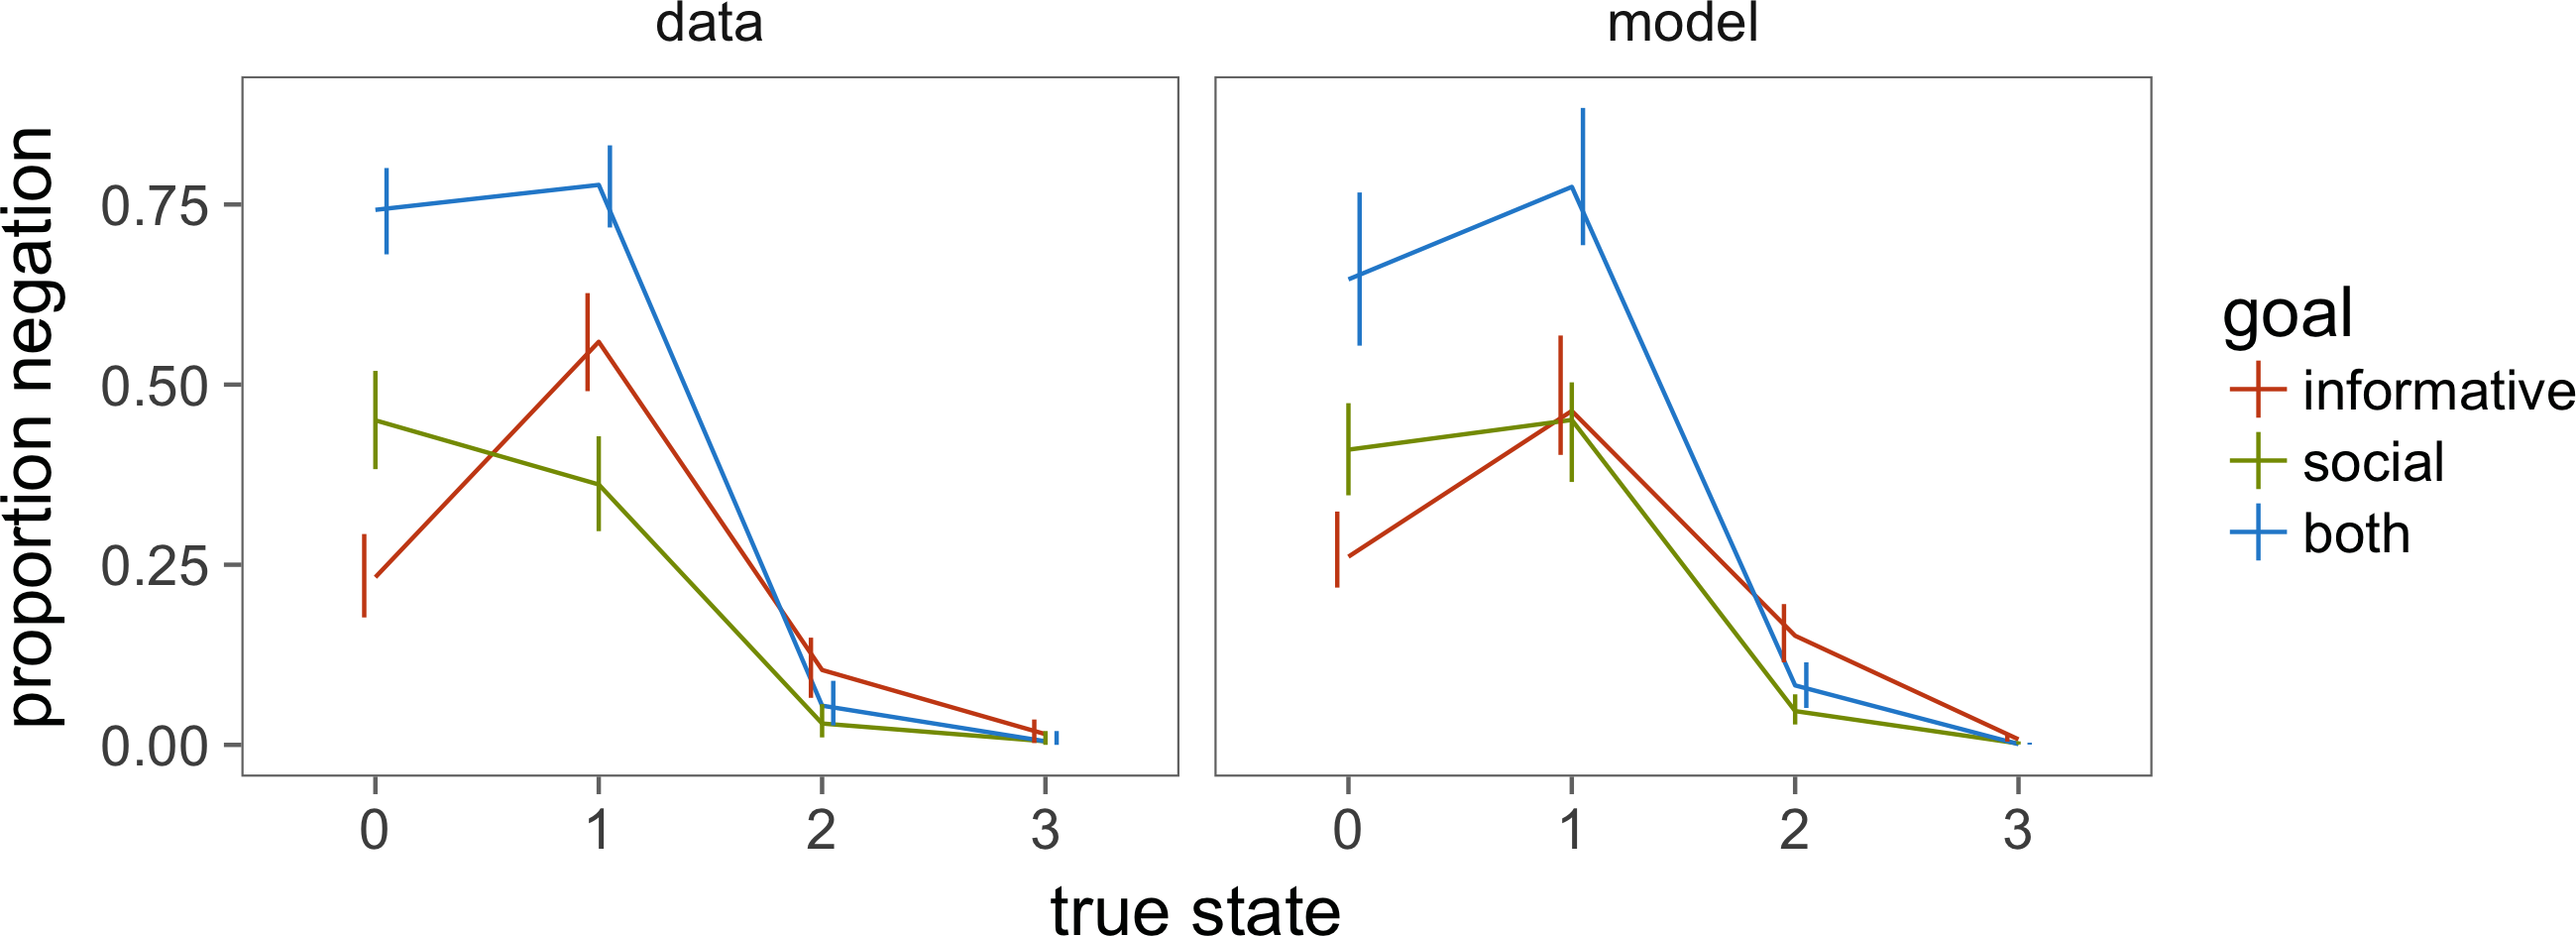 data
model
proportion negation
0.75
0.50
0.25
0.00
0 1 2 3
0 1 2 3
true state
goal
informative
social
both